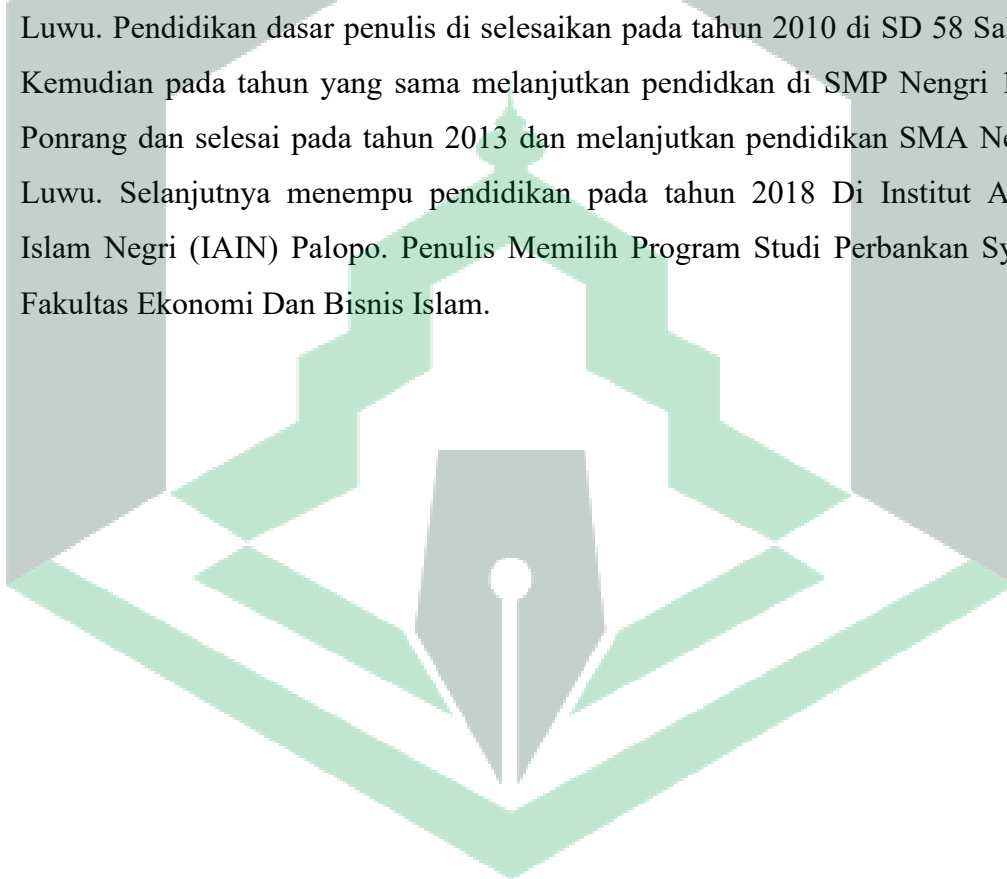 Luwu. Pendidikan dasar penulis di selesaikan pada tahun 2010 di SD 58
Kemudian pada tahun yang sama melanjutkan pendidkan di SMP Nengri
Ponrang dan selesai pada tahun 2013 dan melanjutkan pendidikan SMA
Luwu. Selanjutnya menempu pendidikan pada tahun 2018 Di Institut
Islam Negri (IAIN) Palopo. Penulis Memilih Program Studi Perbankan
Fakultas Ekonomi Dan Bisnis Islam.